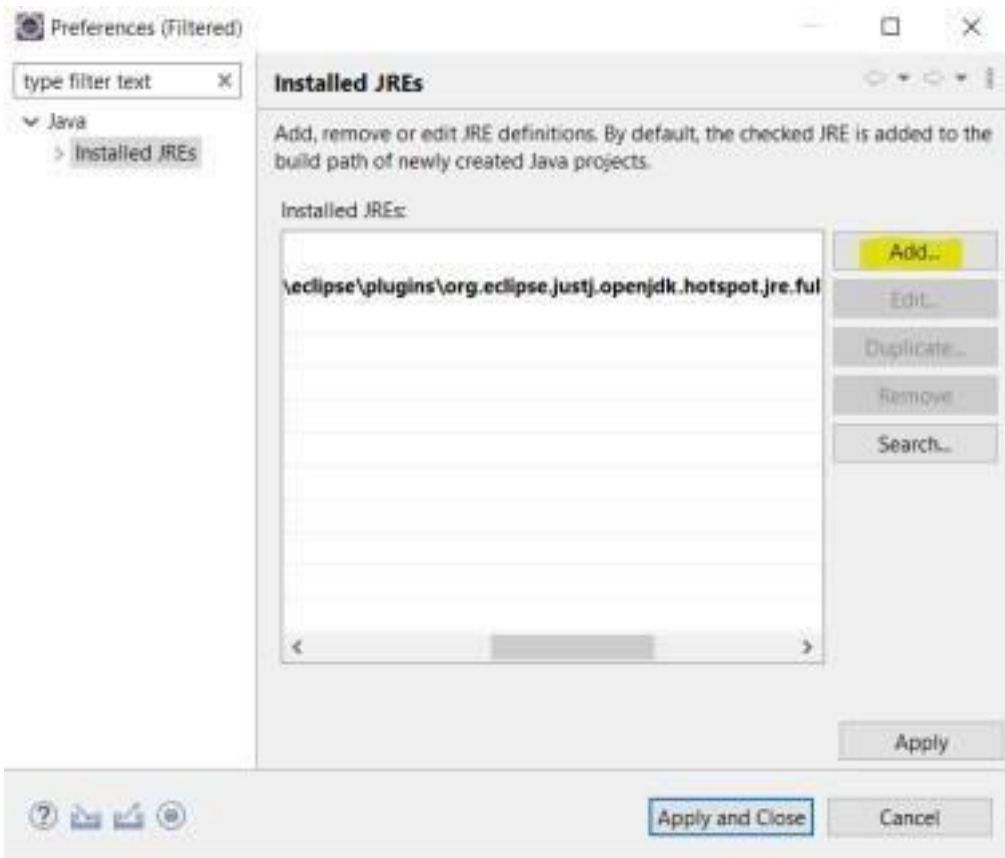 Preferences (Filtered)
type filter text
Installed JREs
Java
Installed JREs
Add, remove or edit JRE definitions. By default, the checked JRE is added to the
build path of newly created Java projects.
Installed JREs:
Add...
\eclipse\plugins\org.eclipse.justj.openjdk.hotspot.jre.ful
Edit...
Duplicate...
Remove
Search...
Apply
Apply and Close
Cancel